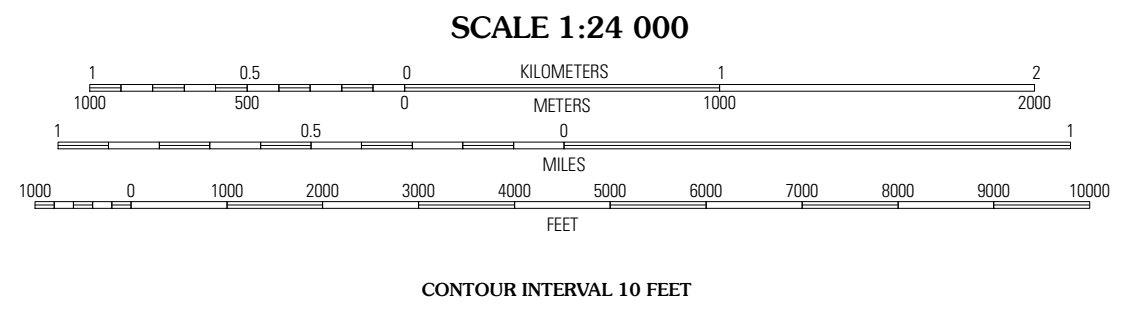 SCALE 1:24 000
1 0.5 0 KILOMETERS 1 2
1000 500 0 METERS 1000 2000
1 0.5 0 1
MILES
1000 0 1000 2000 3000 4000 5000 6000 7000 8000 9000 10000
FEET
CONTOUR INTERVAL 10 FEET